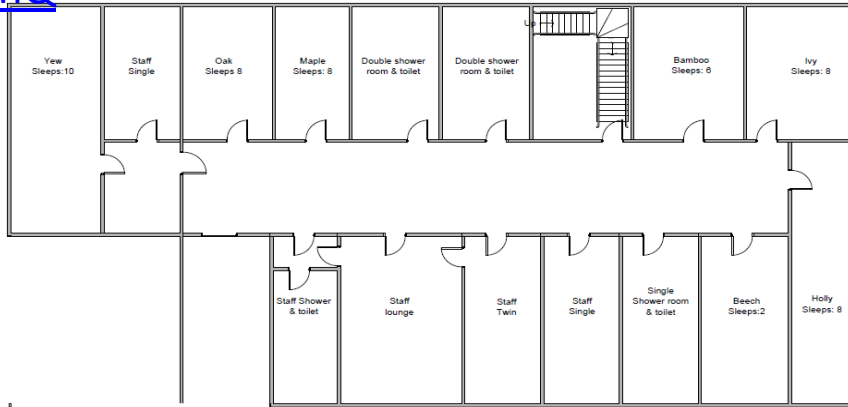 Up
Yew
Sleeps:10
Staff
Single
Oak
Sleeps 8
Maple
Sleeps: 8
Double shower
room & toilet
Double shower
room & toilet
Bamboo
Sleeps: 6
Ivy
Sleeps: 8
Staff Shower
& toilet
Staff
lounge
Staff
Twin
Staff
Single
Single
Shower room
& toilet
Beech
Sleeps:2
Holly
Sleeps: 8